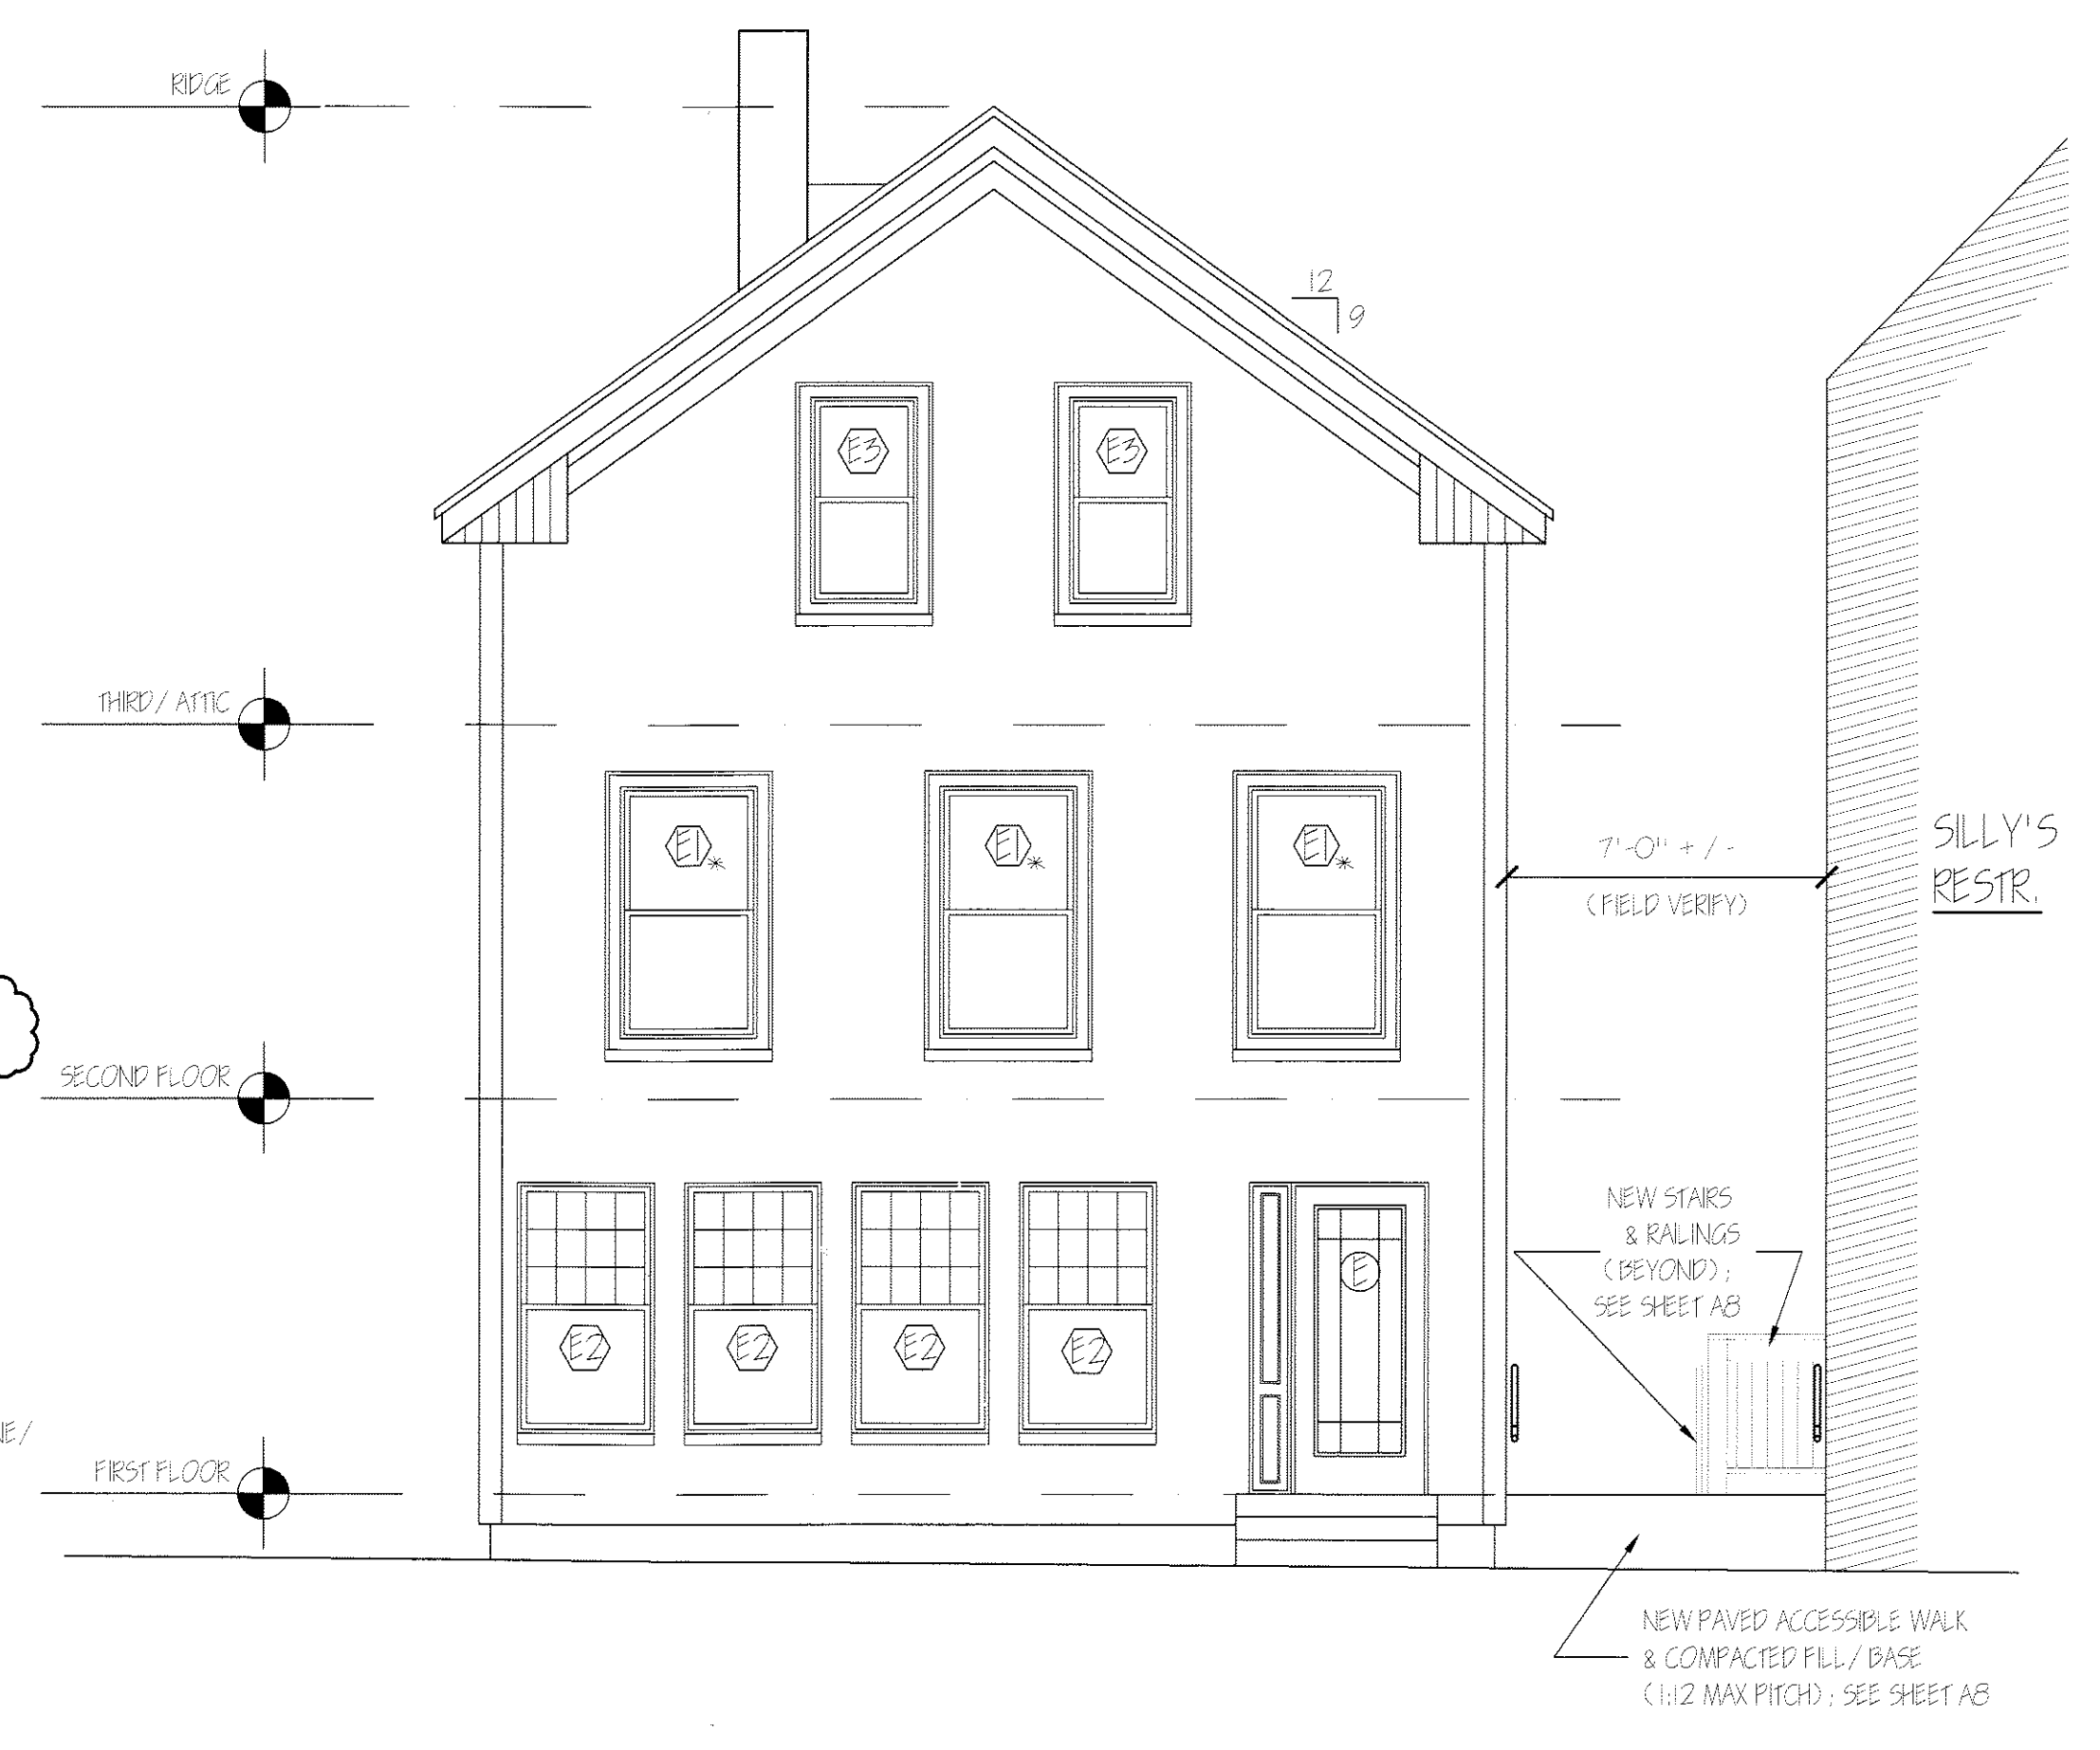 RIDGE
12
9
E3
E3
THIRD / ATTIC
E1*
E1*
E1*
7'-0" + / -
(FIELD VERIFY)
SILLY'S
RESTR.
SECOND FLOOR
NEW STAIRS
& RAILINGS
(BEYOND);
SEE SHEET A8
E
E2
E2
E2
E2
FIRST FLOOR
NEW PAVED ACCESSIBLE WALK
& COMPACTED FILL / BASE
(1:12 MAX PITCH); SEE SHEET A8